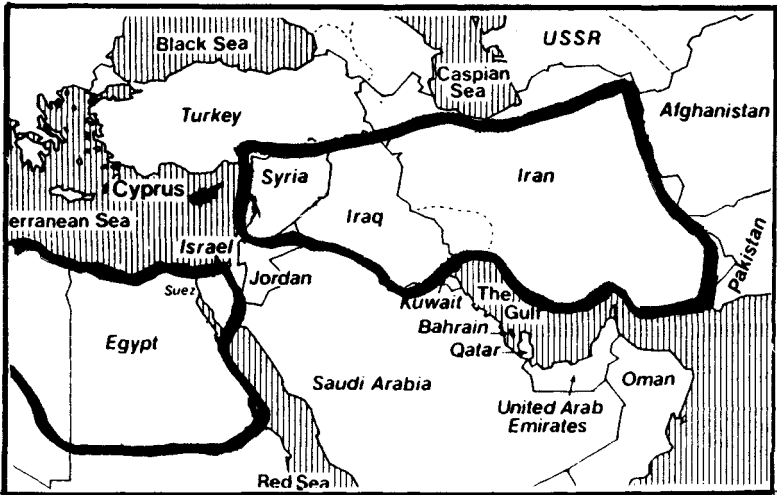 Black Sea
USSR
Caspian
Sea
Turkey
Afghanistan
Cyprus
Syria
Iran
Iraq
erranean Sea
Israel
Jordan
Pakistan
Suez
Kuwait
The
Gulf
Egypt
Bahrain
Qatar
Saudi Arabia
Oman
United Arab
Emirates
Red Sea